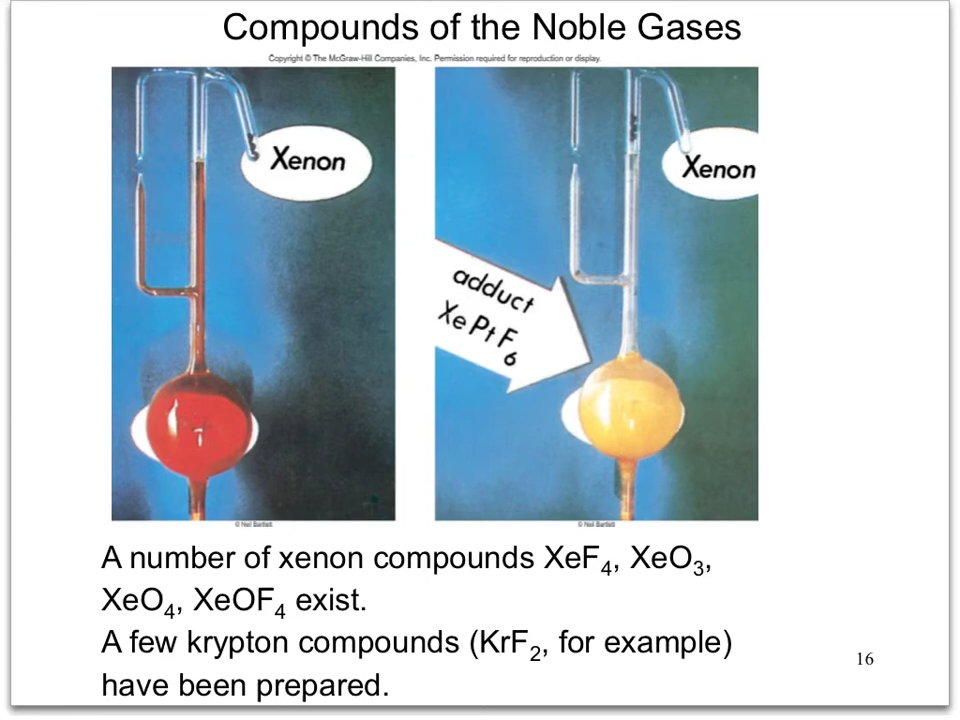 Compounds of the Noble Gases
Copyright © The McGraw-Hill Companies, Inc. Permission required for reproduction or display.
Xenon
Xenon
adduct
XePtF₆
© Neil Bartlett
© Neil Bartlett
A number of xenon compounds XeF₄, XeO₃,
XeO₄, XeOF₄ exist.
A few krypton compounds (KrF₂, for example)
have been prepared.
16